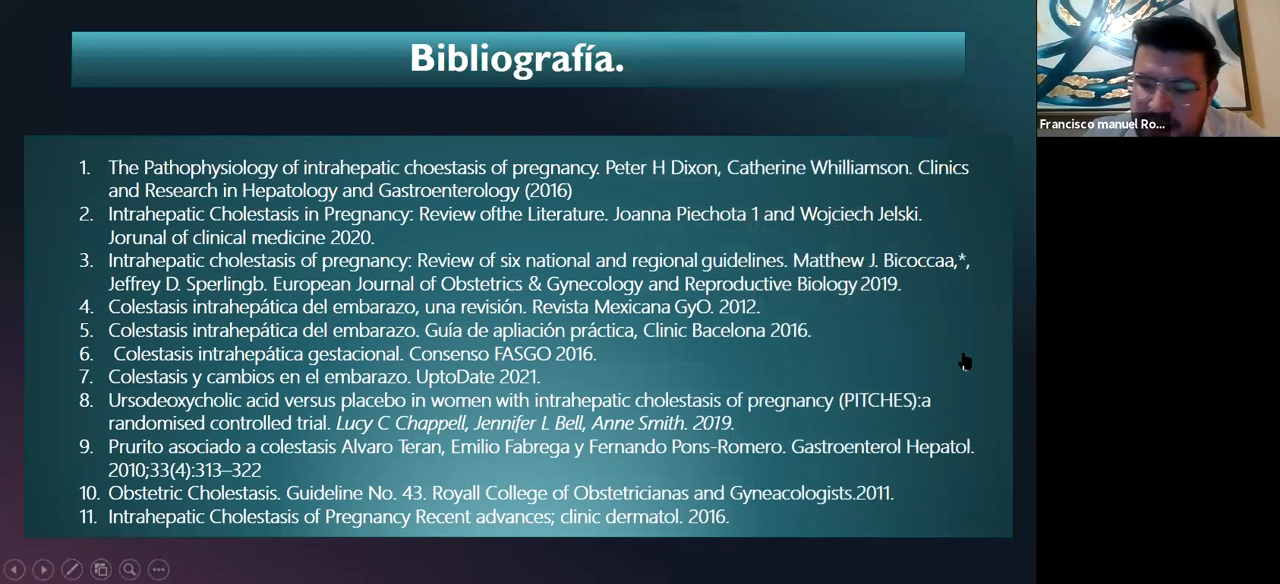 Bibliografía.
Francisco manuel Ro...
1. The Pathophysiology of intrahepatic choestasis of pregnancy. Peter H Dixon, Catherine Whilliamson. Clinics
and Research in Hepatology and Gastroenterology (2016)
2. Intrahepatic Cholestasis in Pregnancy: Review ofthe Literature. Joanna Piechota 1 and Wojciech Jelski.
Jorunal of clinical medicine 2020.
3. Intrahepatic cholestasis of pregnancy: Review of six national and regional guidelines. Matthew J. Bicoccaa,*,
Jeffrey D. Sperlingb. European Journal of Obstetrics & Gynecology and Reproductive Biology 2019.
4. Colestasis intrahepática del embarazo, una revisión. Revista Mexicana GyO. 2012.
5. Colestasis intrahepática del embarazo. Guía de apliación práctica, Clinic Bacelona 2016.
6. Colestasis intrahepática gestacional. Consenso FASGO 2016.
7. Colestasis y cambios en el embarazo. UptoDate 2021.
8. Ursodeoxycholic acid versus placebo in women with intrahepatic cholestasis of pregnancy (PITCHES):a
randomised controlled trial. Lucy C Chappell, Jennifer L Bell, Anne Smith. 2019.
9. Prurito asociado a colestasis Alvaro Teran, Emilio Fabrega y Fernando Pons-Romero. Gastroenterol Hepatol.
2010;33(4):313–322
10. Obstetric Cholestasis. Guideline No. 43. Royall College of Obstetricianas and Gyneacologists.2011.
11. Intrahepatic Cholestasis of Pregnancy Recent advances; clinic dermatol. 2016.